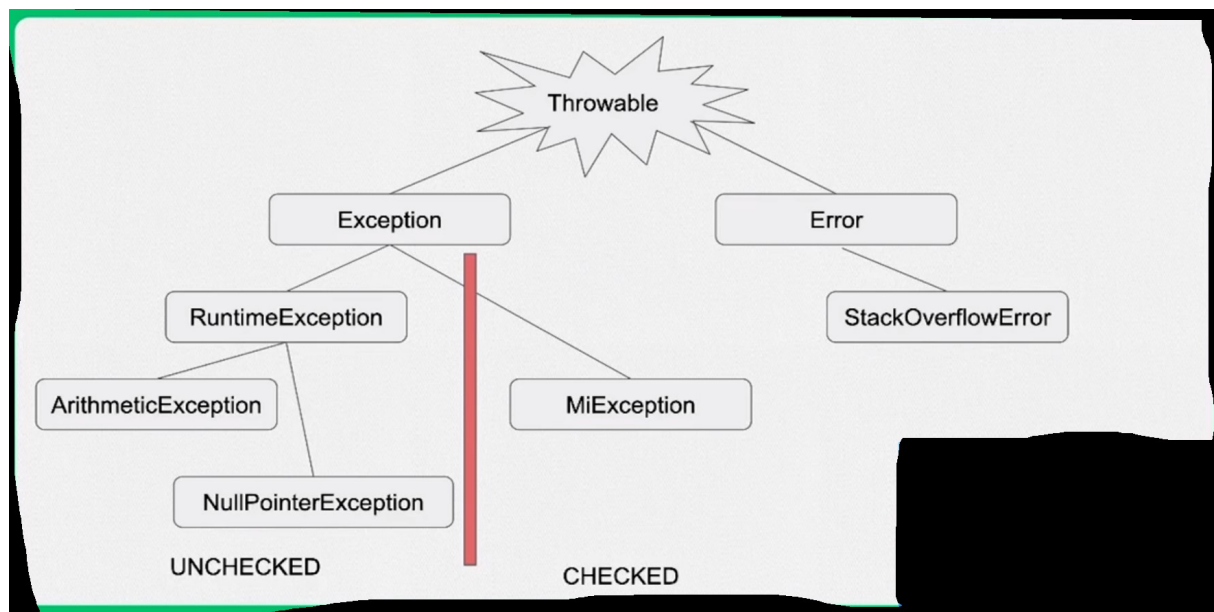 Throwable
Exception
Error
RuntimeException
StackOverflowError
ArithmeticException
MiException
NullPointerException
UNCHECKED
CHECKED